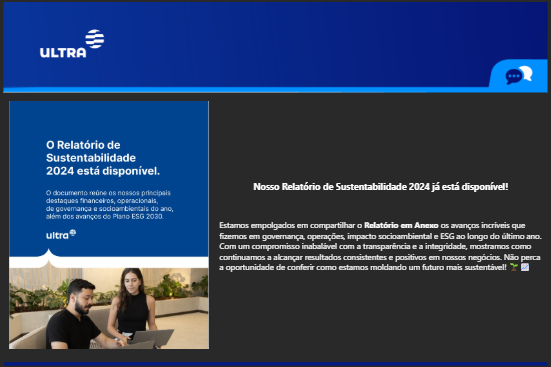 ULTRA
O Relatório de
Sustentabilidade
2024 está disponível.
O documento reúne os nossos principais
destaques financeiros, operacionais,
de governança e socioambientais do ano,
além dos avanços do Plano ESG 2030.
ultra
Nosso Relatório de Sustentabilidade 2024 já está disponível!
Estamos empolgados em compartilhar o Relatório em Anexo os avanços incríveis que
fizemos em governança, operações, impacto socioambiental e ESG ao longo do último ano.
Com um compromisso inabalável com a transparência e a integridade, mostramos como
continuamos a alcançar resultados consistentes e positivos em nossos negócios. Não perca
a oportunidade de conferir como estamos moldando um futuro mais sustentável! 🌱 📈